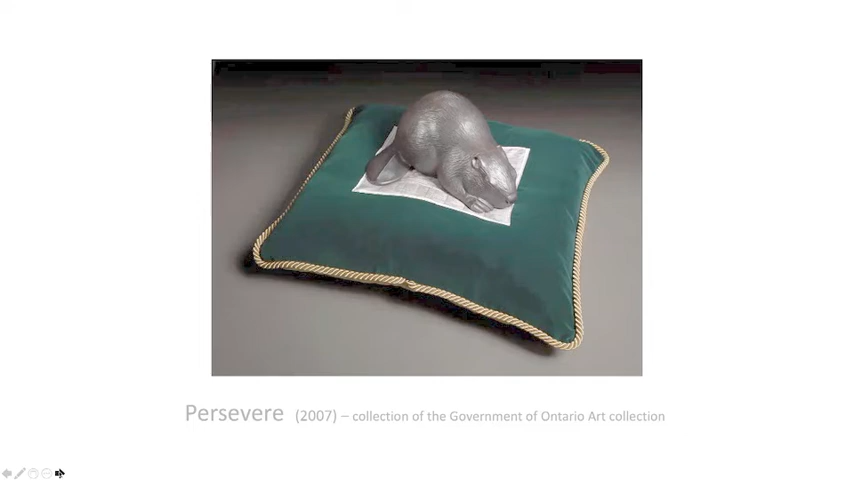 Persevere (2007) – collection of the Government of Ontario Art collection